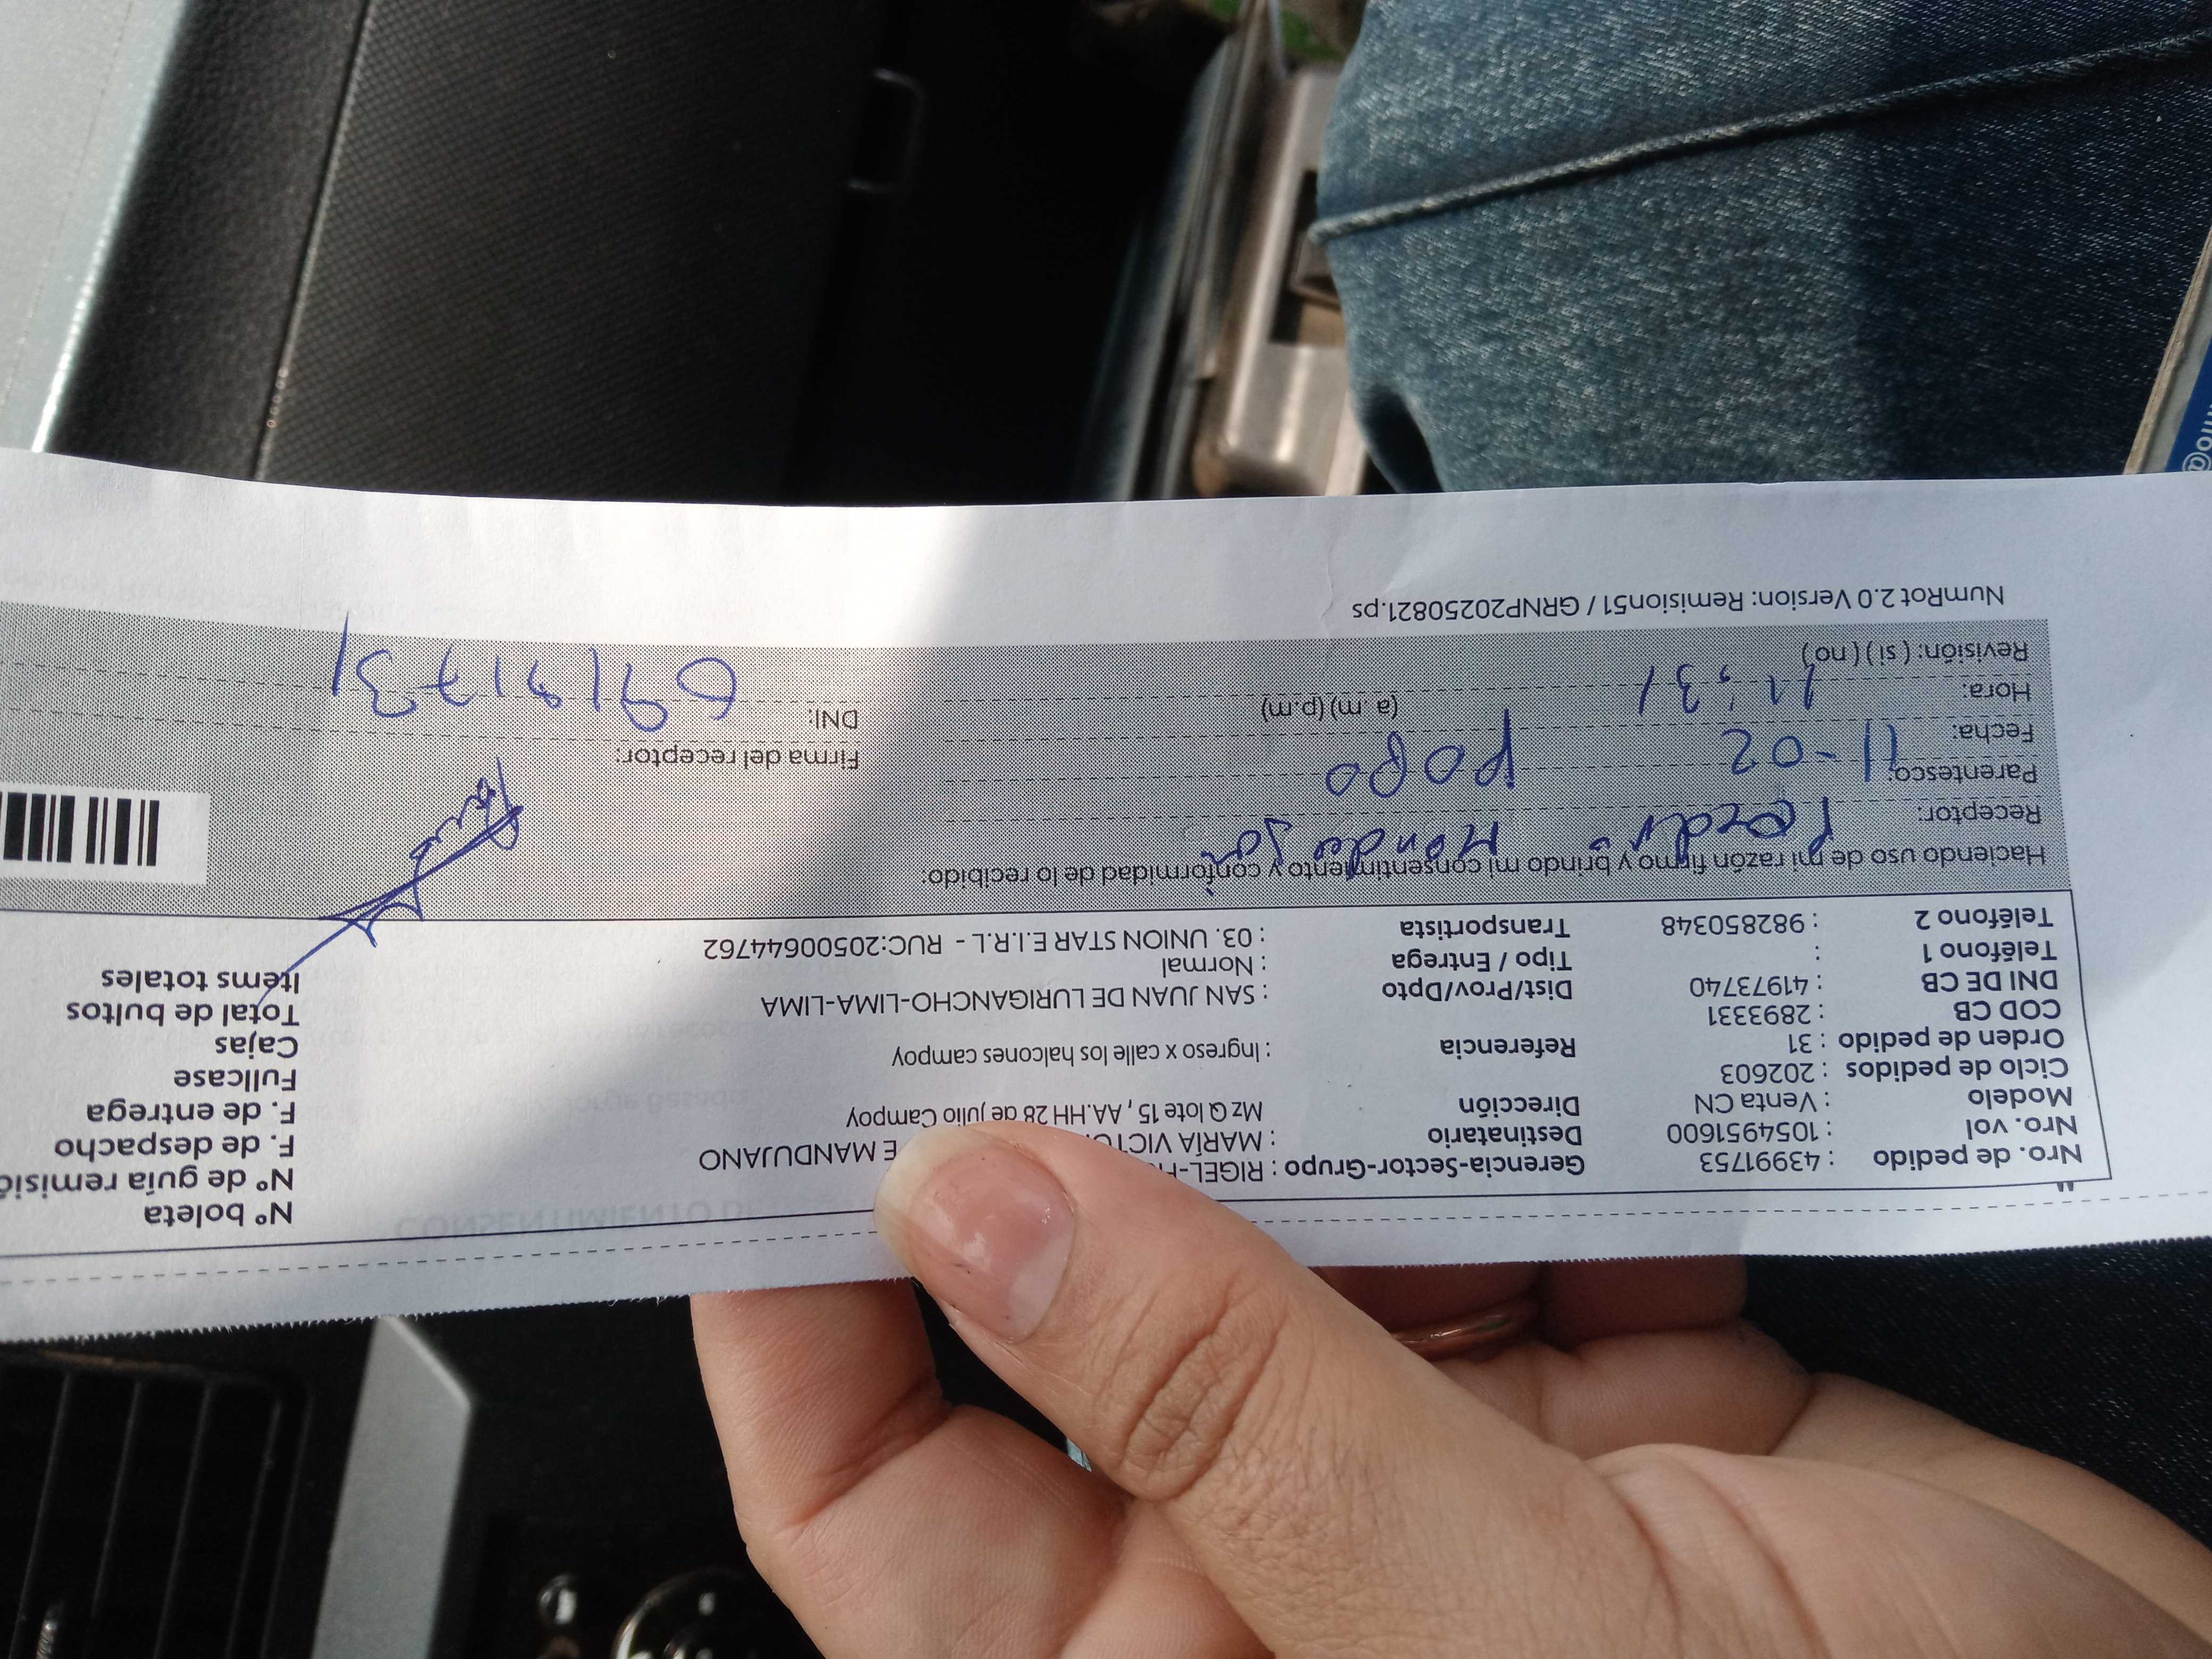 Nro. de pedido : 43991753
Nro. vol : 1054951600
Modelo : Venta CN
Ciclo de pedidos : 202603
Orden de pedido : 31
COD CB : 2893331
DNI DE CB : 41973740
Teléfono 1 :
Teléfono 2 : 982850348
Gerencia-Sector-Grupo : RIGEL-
Destinatario : MARÍA E MANDUJANO
Dirección Mz Q lote 15 , AA.HH 28 de julio Campoy
Referencia : Ingreso x calle los halcones campoy
Dist/Prov/Dpto : SAN JUAN DE LURIGANCHO-LIMA-LIMA
Tipo / Entrega : Normal
Transportista : 03. UNION STAR E.I.R.L - RUC:20500644762
N° boleta
N° de guía
F. de despacho
F. de entrega
Fullcase
Cajas
Total de bultos
Items totales
Haciendo uso de mi razón firmo y brindo mi consentimiento y conformidad de lo recibido:
Receptor: Pedro
Parentesco: papa
Fecha: 11-02
Hora: 11:31 (a. m) (p.m)
Revisión: ( si ) ( no )
Firma del receptor:
DNI:
NumRot 2.0 Version: Remision51 / GRNP20250821.ps